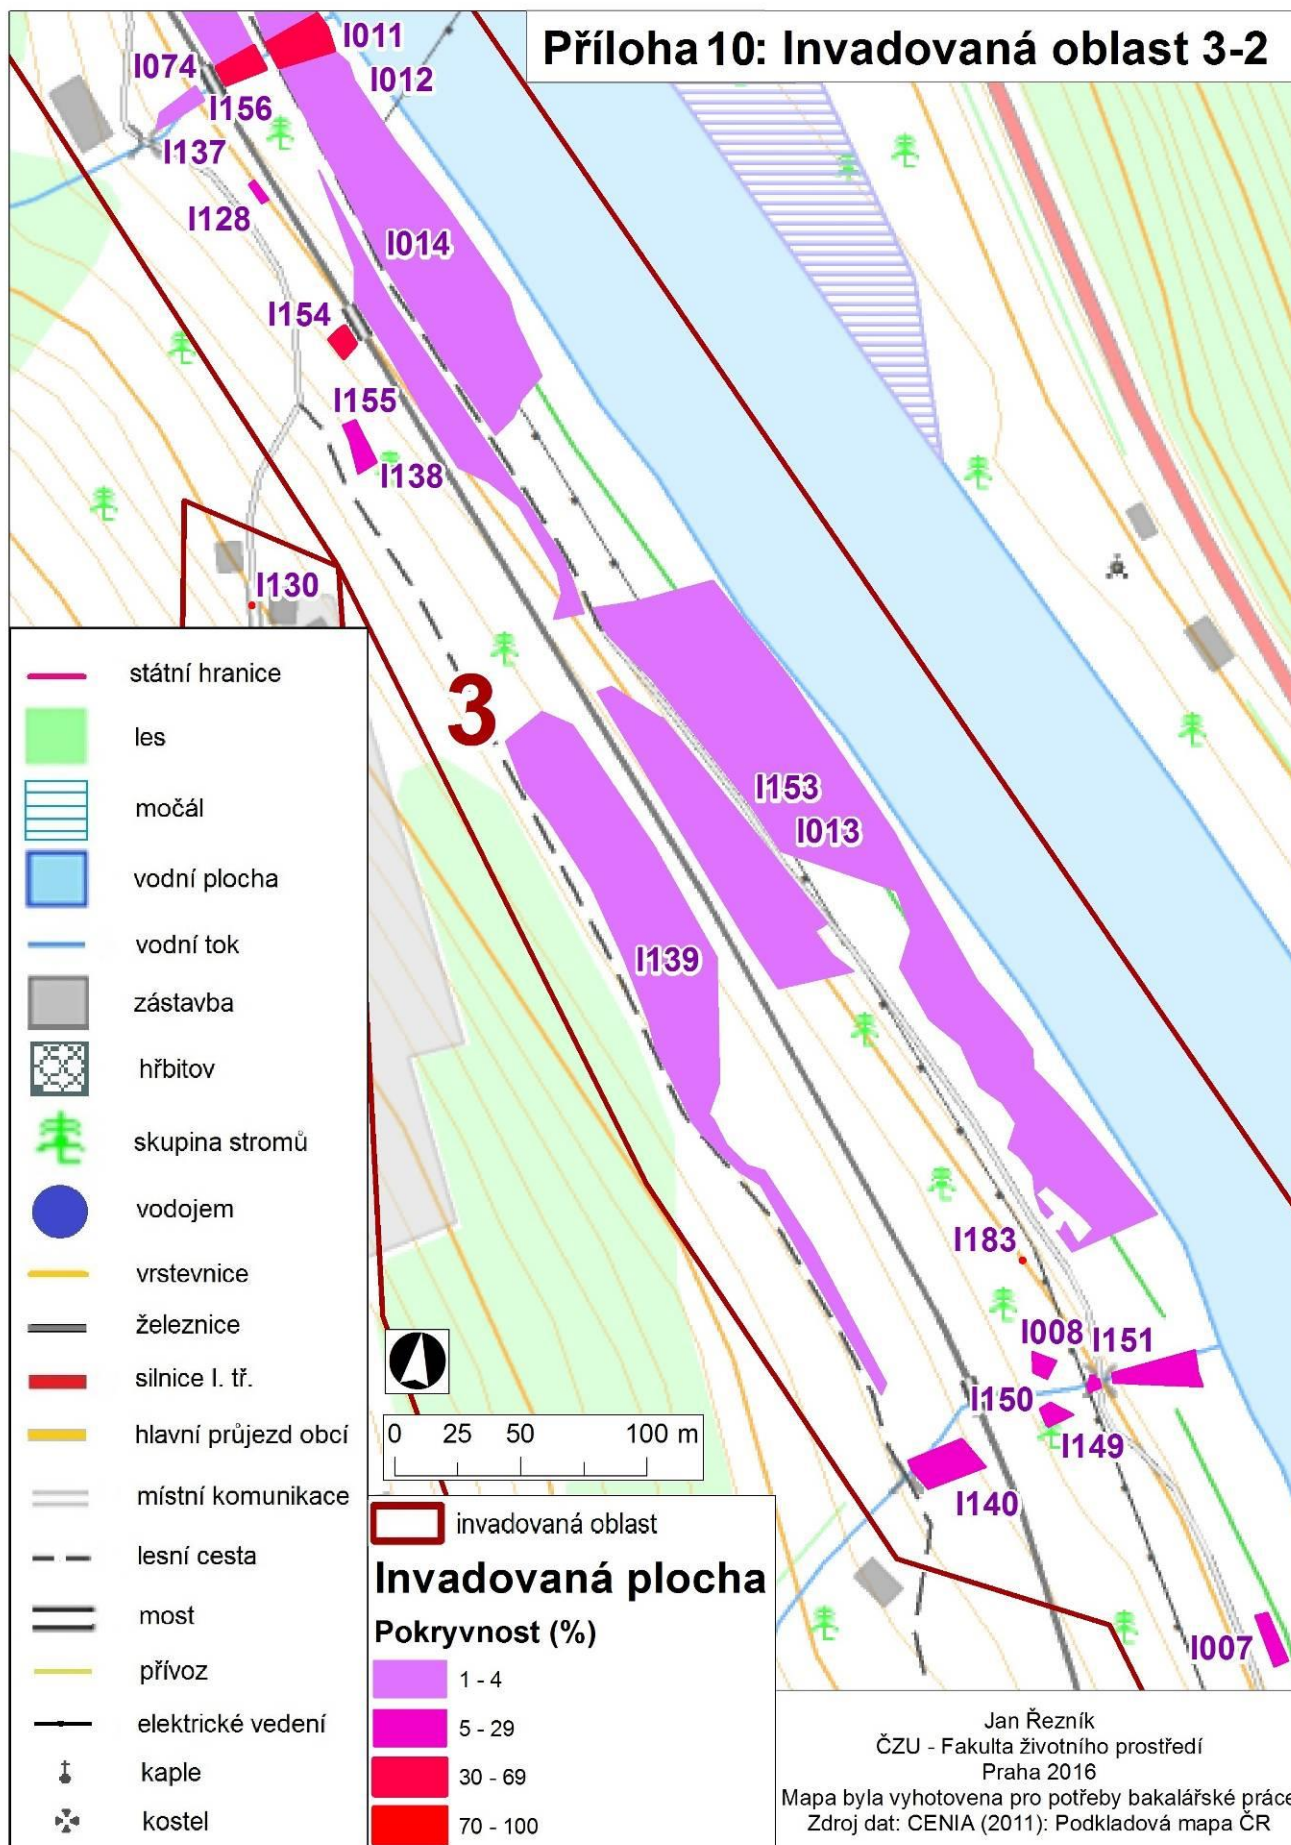 Příloha 10: Invadovaná oblast 3-2
I011
I074
I012
I156
I137
I128
I014
I154
I155
I138
I130
3
I153
I013
I139
I183
I008
I151
I150
I149
I140
I007
státní hranice
les
močál
vodní plocha
vodní tok
zástavba
hřbitov
skupina stromů
vodojem
vrstevnice
železnice
silnice I. tř.
hlavní průjezd obcí
místní komunikace
lesní cesta
most
přívoz
elektrické vedení
kaple
kostel
0 25 50 100 m
invadovaná oblast
Invadovaná plocha
Pokryvnost (%)
1 - 4
5 - 29
30 - 69
70 - 100
Jan Řezník
ČZU - Fakulta životního prostředí
Praha 2016
Mapa byla vyhotovena pro potřeby bakalářské práce
Zdroj dat: CENIA (2011): Podkladová mapa ČR